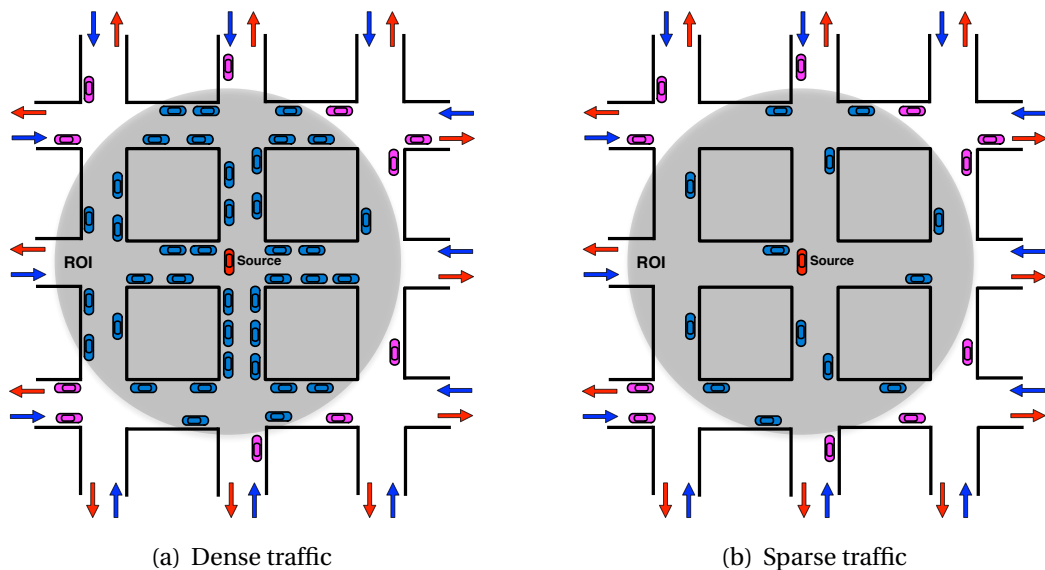 ROI
Source
ROI
Source
(a) Dense traffic
(b) Sparse traffic